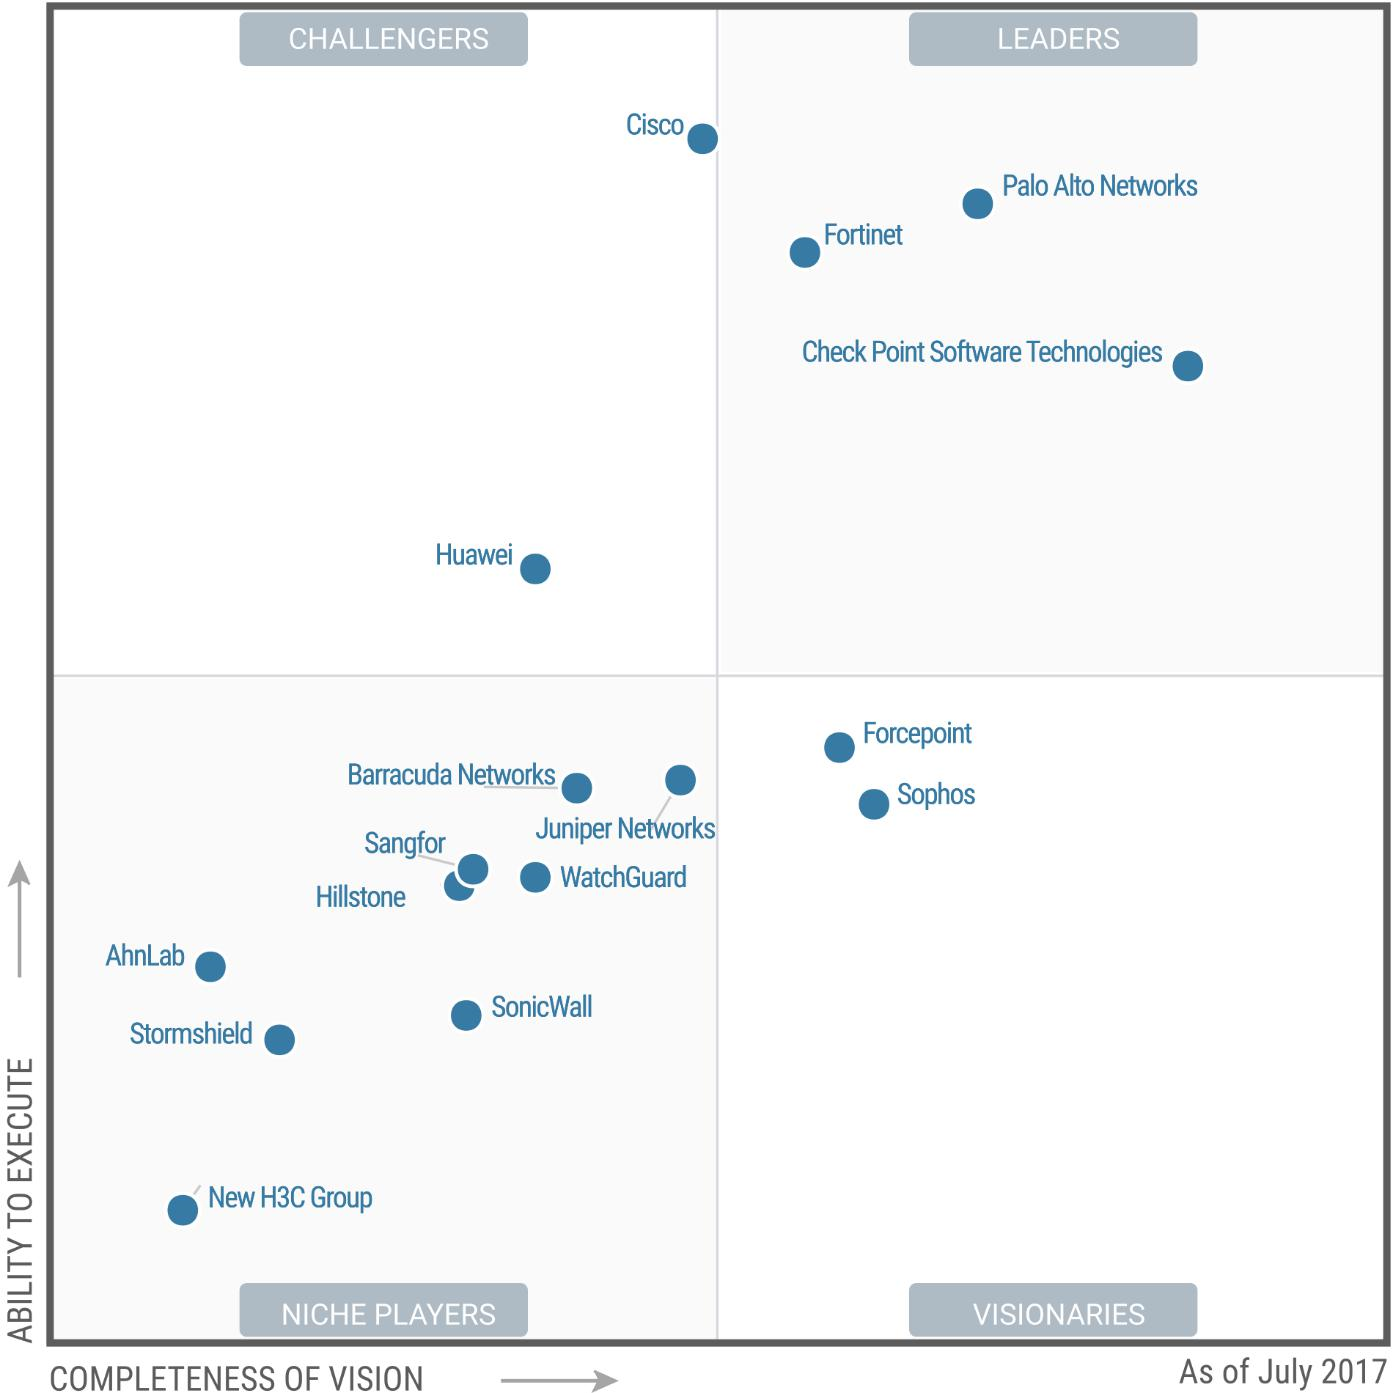 CHALLENGERS
LEADERS
Cisco
Palo Alto Networks
Fortinet
Check Point Software Technologies
Huawei
Forcepoint
Barracuda Networks
Sophos
Juniper Networks
Sangfor
WatchGuard
Hillstone
AhnLab
SonicWall
Stormshield
New H3C Group
NICHE PLAYERS
VISIONARIES
ABILITY TO EXECUTE
COMPLETENESS OF VISION
As of July 2017